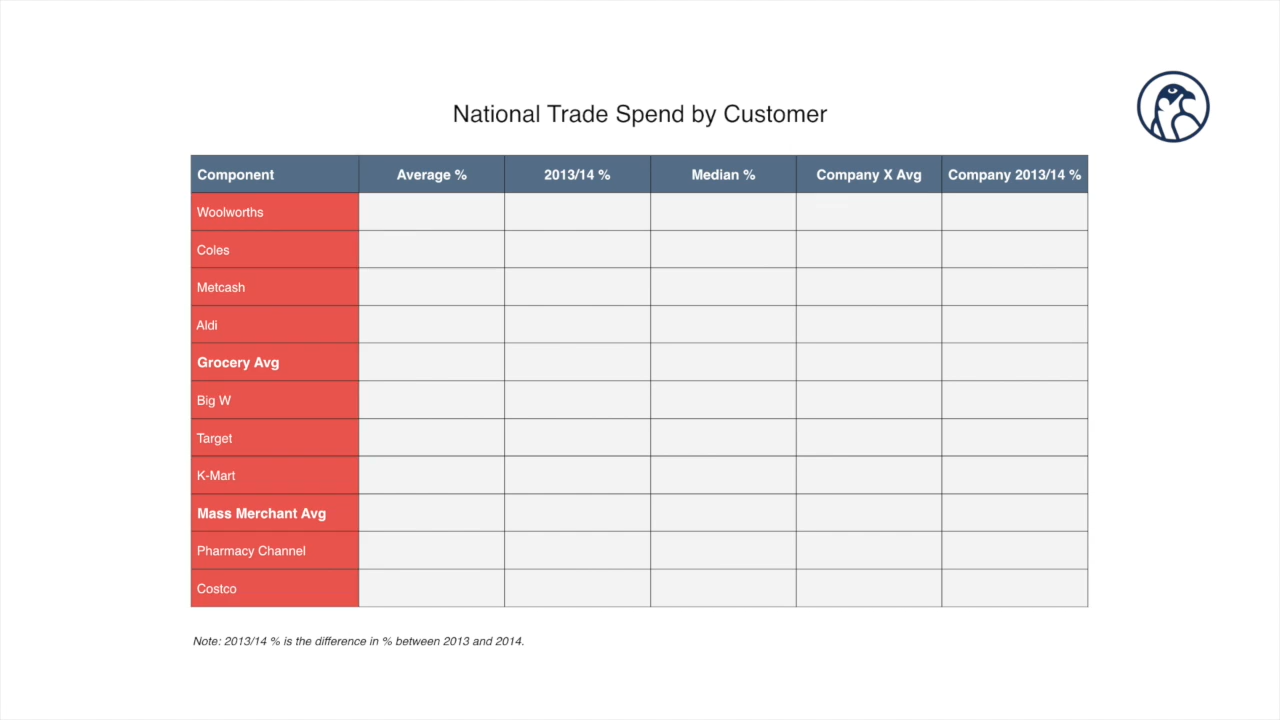 National Trade Spend by Customer
Component Average % 2013/14 % Median % Company X Avg Company 2013/14 %
Woolworths
Coles
Metcash
Aldi
Grocery Avg
Big W
Target
K-Mart
Mass Merchant Avg
Pharmacy Channel
Costco
Note: 2013/14 % is the difference in % between 2013 and 2014.